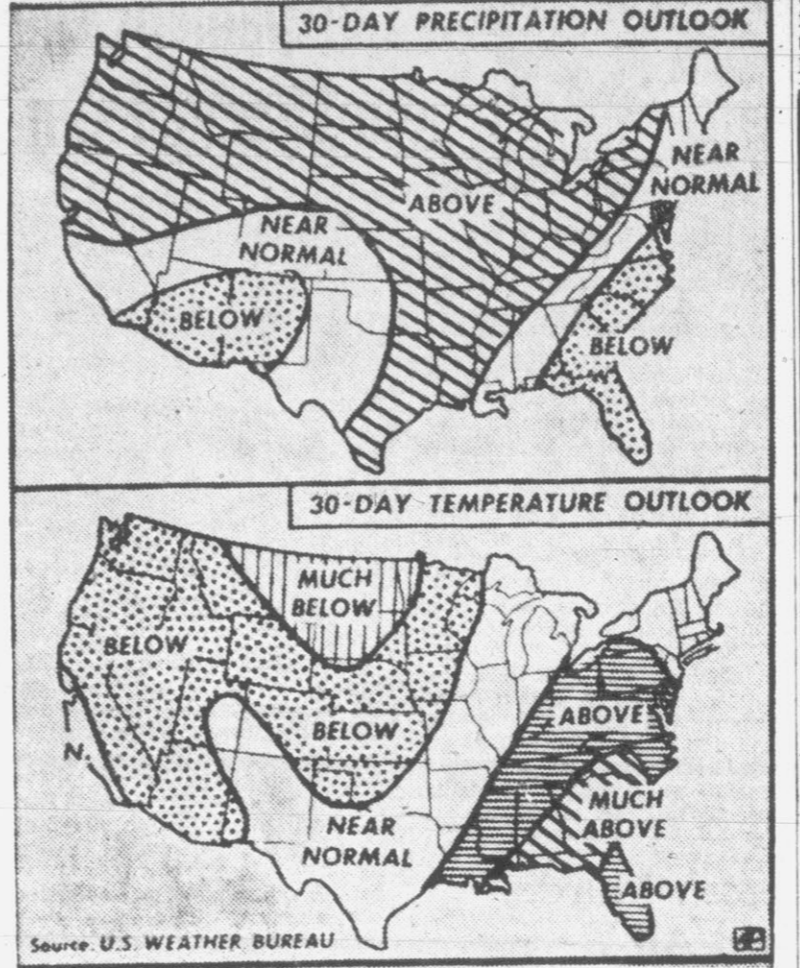 30-DAY PRECIPITATION OUTLOOK
NEAR
NORMAL
ABOVE
NEAR
NORMAL
BELOW
BELOW
30-DAY TEMPERATURE OUTLOOK
MUCH
BELOW
BELOW
ABOVE
BELOW
N.
MUCH
ABOVE
NEAR
NORMAL
ABOVE
Source: U.S. WEATHER BUREAU